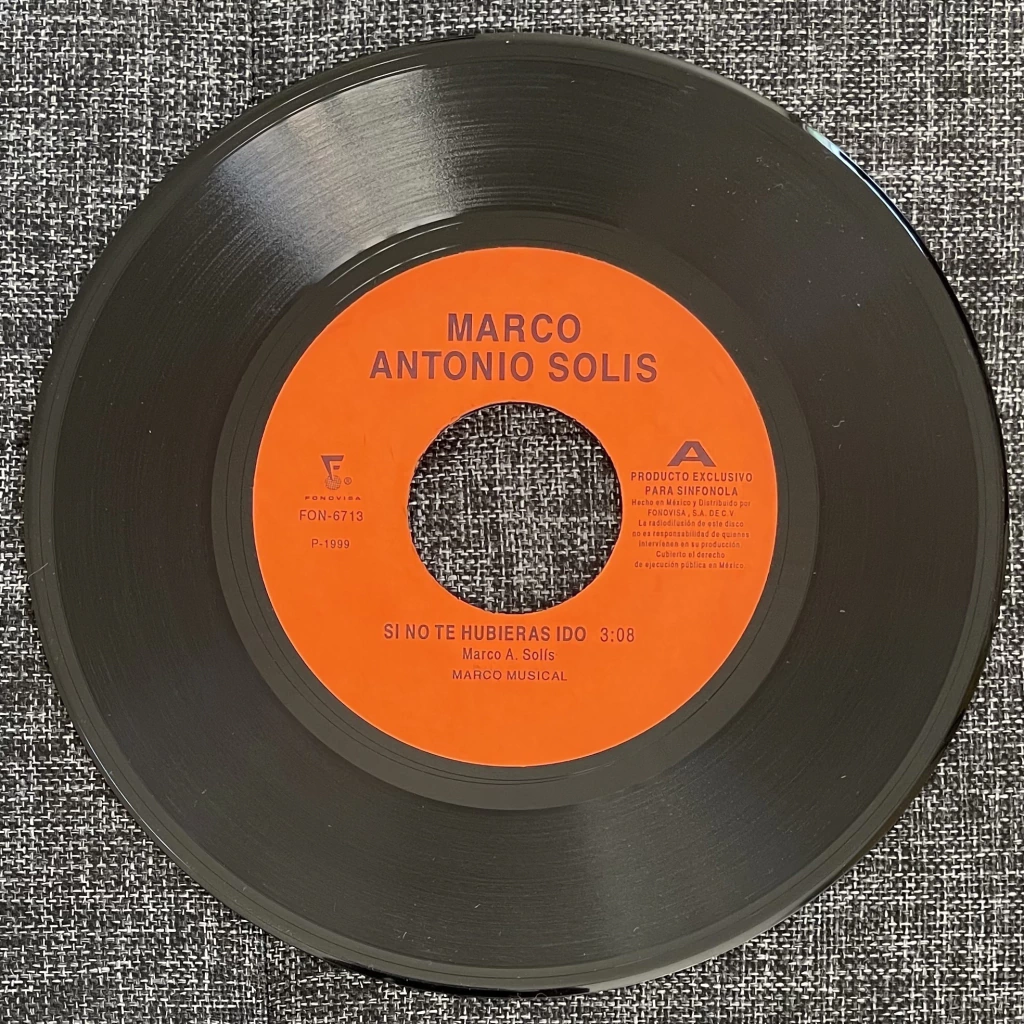 MARCO
ANTONIO SOLIS
F ®
FONOVISA
FON-6713
P-1999
A
PRODUCTO EXCLUSIVO
PARA SINFONOLA
Hecho en México y Distribuido por
FONOVISA, S.A. DE C.V.
La radiodifusión de este disco
no es responsabilidad de quienes
intervienen en su producción.
Cubierto el derecho
de ejecución pública en México.
SI NO TE HUBIERAS IDO 3:08
Marco A. Solís
MARCO MUSICAL